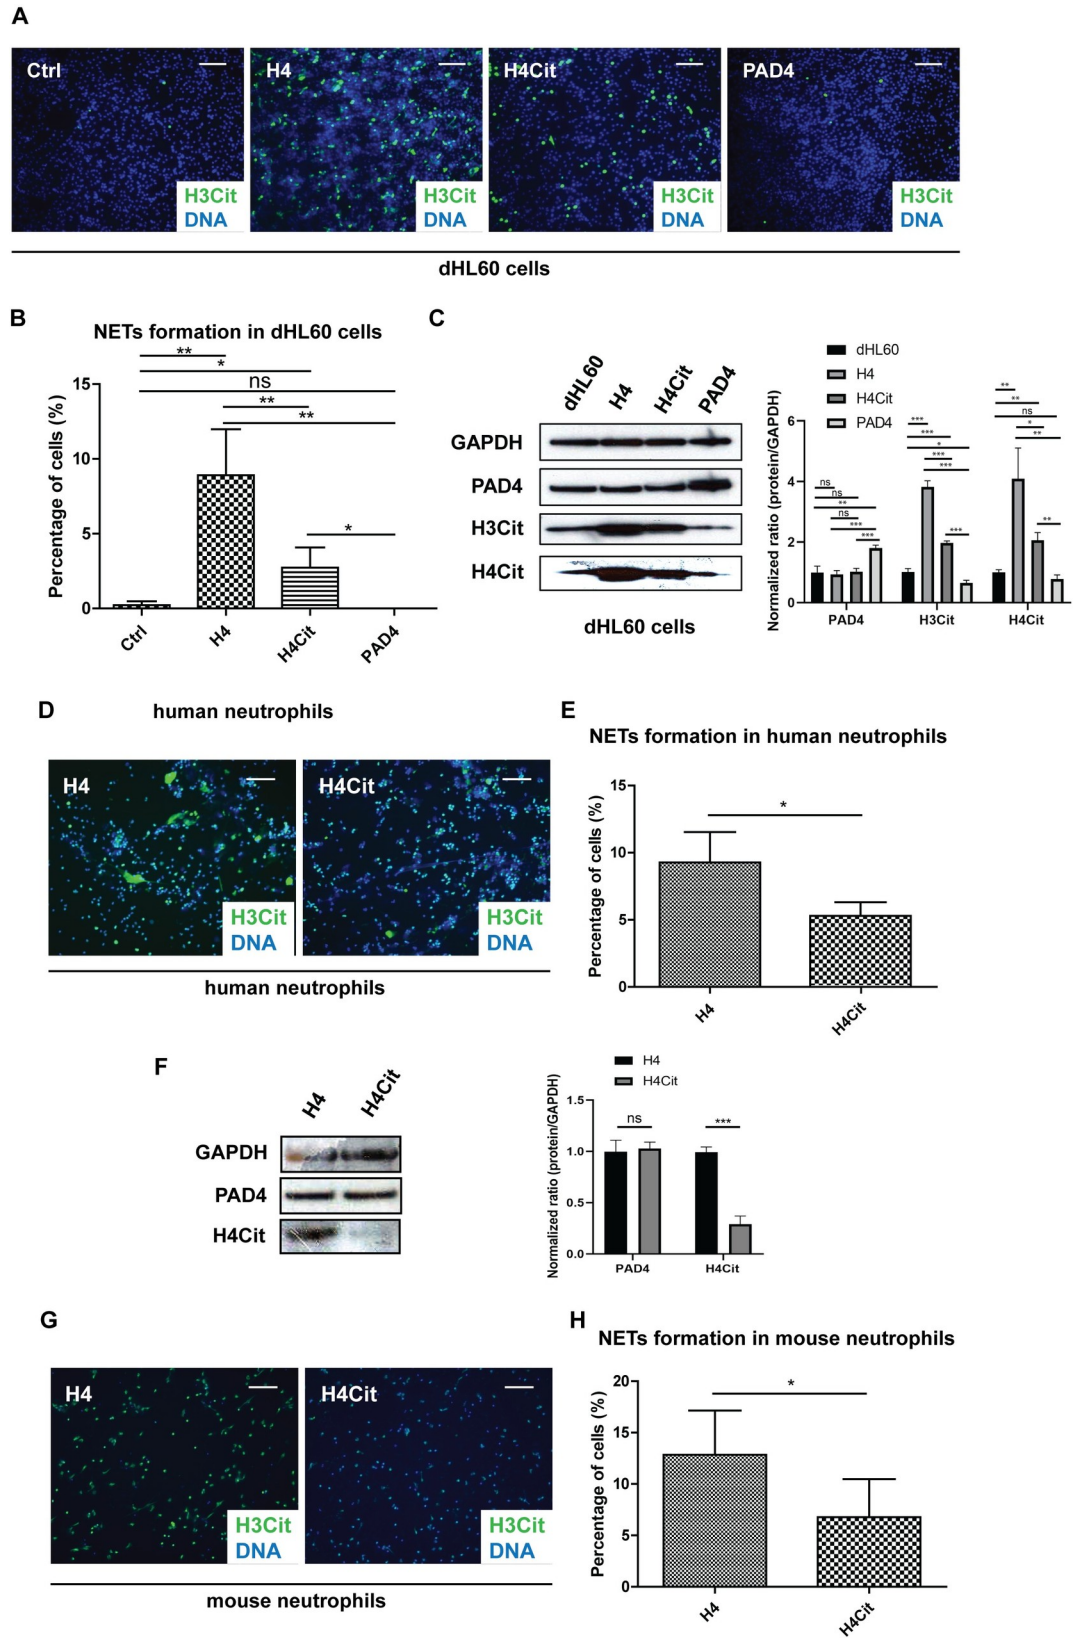 A
Ctrl
H3Cit
DNA
H4
H3Cit
DNA
H4Cit
H3Cit
DNA
PAD4
H3Cit
DNA
dHL60 cells
B
NETs formation in dHL60 cells
**
*
ns
**
**
*
Percentage of cells (%)
15
10
5
0
Ctrl
H4
H4Cit
PAD4
C
dHL60
H4
H4Cit
PAD4
GAPDH
PAD4
H3Cit
H4Cit
dHL60 cells
dHL60
H4
H4Cit
PAD4
Normalized ratio (protein/GAPDH)
6
4
2
0
ns
ns
**
ns
***
***
***
***
*
***
***
***
**
**
ns
*
**
**
PAD4
H3Cit
H4Cit
D
human neutrophils
H4
H3Cit
DNA
H4Cit
H3Cit
DNA
human neutrophils
E
NETs formation in human neutrophils
*
Percentage of cells (%)
15
10
5
0
H4
H4Cit
F
H4
H4Cit
GAPDH
PAD4
H4Cit
H4
H4Cit
Normalized ratio (protein/GAPDH)
1.5
1.0
0.5
0.0
ns
***
PAD4
H4Cit
G
H4
H3Cit
DNA
H4Cit
H3Cit
DNA
mouse neutrophils
H
NETs formation in mouse neutrophils
*
Percentage of cells (%)
20
15
10
5
0
H4
H4Cit